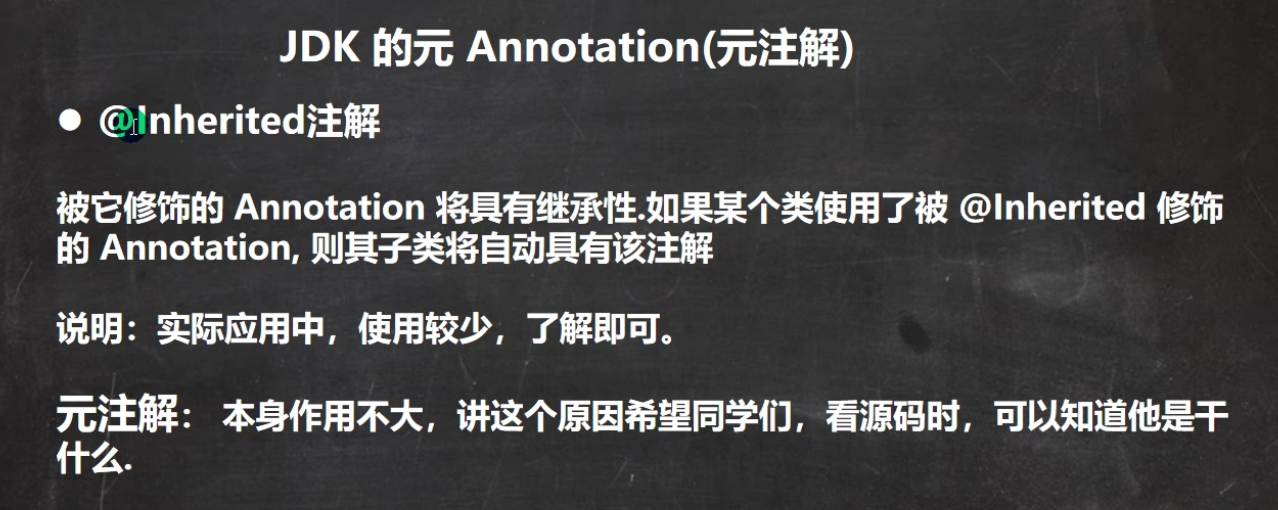 JDK 的元 Annotation(元注解)
● @Inherited注解
被它修饰的 Annotation 将具有继承性.如果某个类使用了被 @Inherited 修饰
的 Annotation, 则其子类将自动具有该注解
说明：实际应用中，使用较少，了解即可。
元注解： 本身作用不大，讲这个原因希望同学们，看源码时，可以知道他是干
什么.